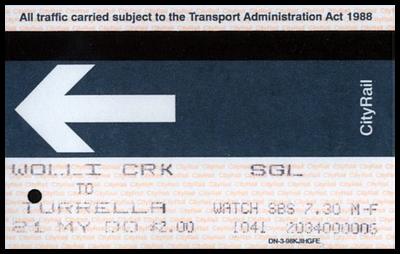 All traffic carried subject to the Transport Administration Act 1988
CityRail
WOLLI CRK SGL
TO
TURRELLA WATCH SBS 7.30 M-F
21 MY 00 $2.00 1041 2034000006
DN-3-98KJIHGFE